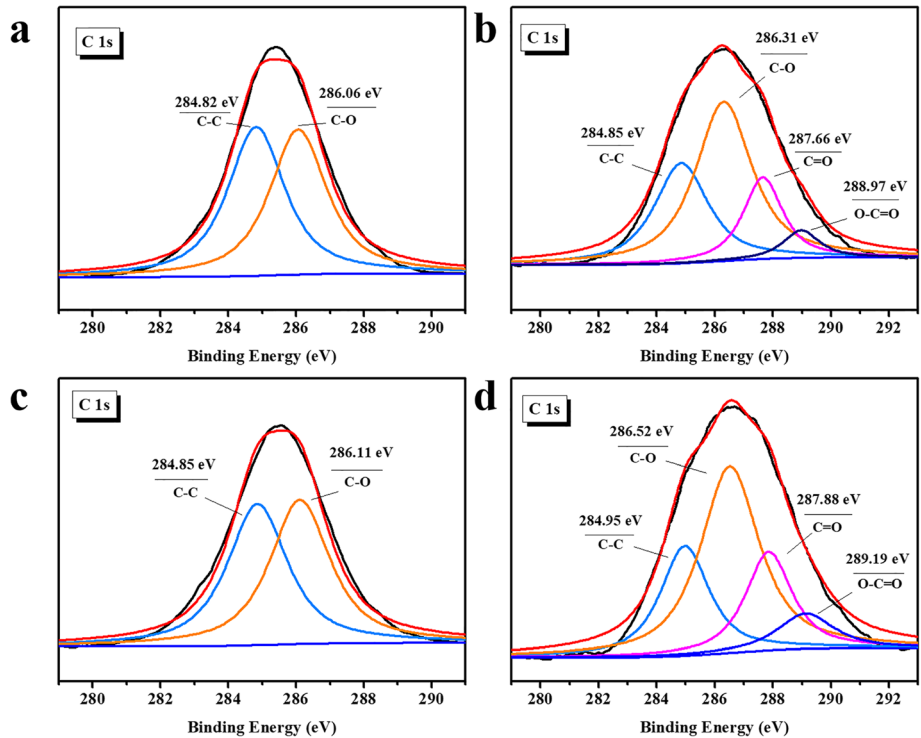 a
C 1s
284.82 eV
C-C
286.06 eV
C-O
280 282 284 286 288 290
Binding Energy (eV)
b
C 1s
286.31 eV
C-O
284.85 eV
C-C
287.66 eV
C=O
288.97 eV
O-C=O
280 282 284 286 288 290 292
Binding Energy (eV)
c
C 1s
284.85 eV
C-C
286.11 eV
C-O
280 282 284 286 288 290
Binding Energy (eV)
d
C 1s
286.52 eV
C-O
284.95 eV
C-C
287.88 eV
C=O
289.19 eV
O-C=O
280 282 284 286 288 290 292
Binding Energy (eV)